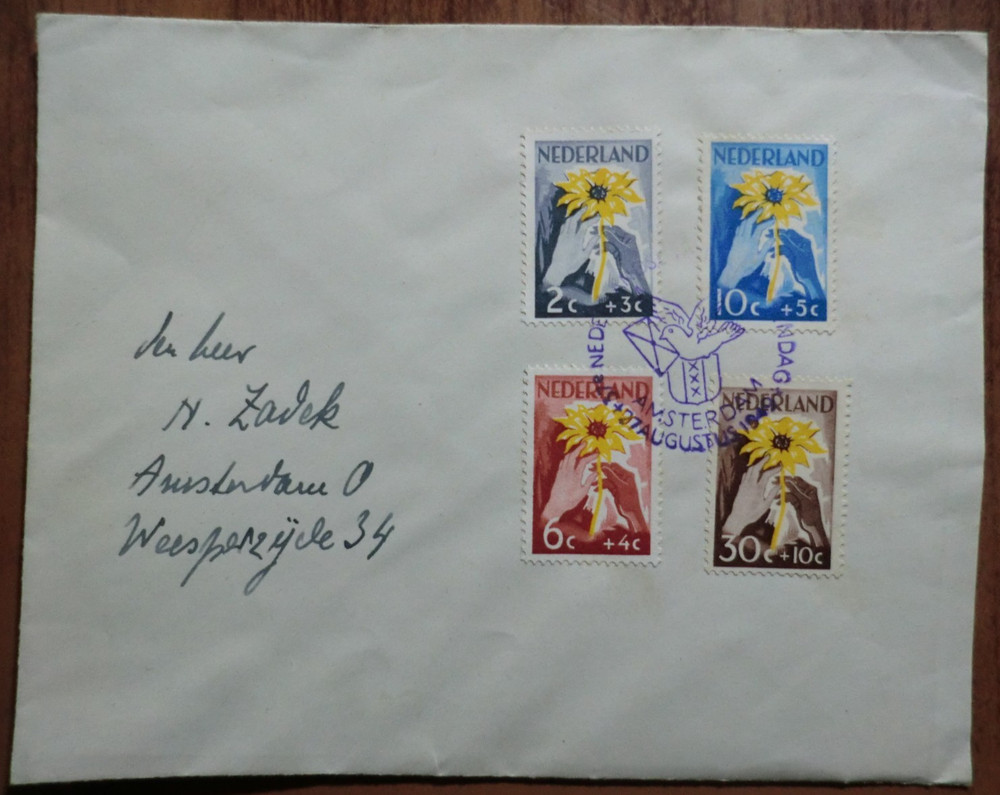 NEDERLAND
2c +3c
NEDERLAND
10c +5c
den heer
N. Zadek
Amsterdam O
Weesperzijde 34
NEDERLAND
6c +4c
NEDERLAND
30c +10c
XXX
AMSTERDAM
AUGUSTUS